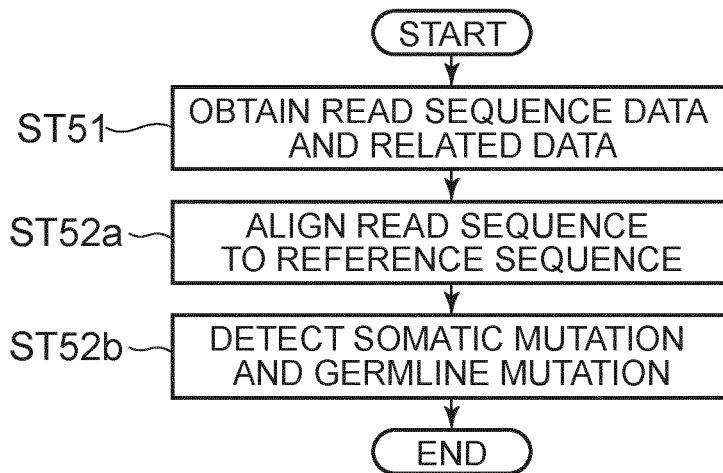 START
ST51
OBTAIN READ SEQUENCE DATA
AND RELATED DATA
ST52a
ALIGN READ SEQUENCE
TO REFERENCE SEQUENCE
ST52b
DETECT SOMATIC MUTATION
AND GERMLINE MUTATION
END